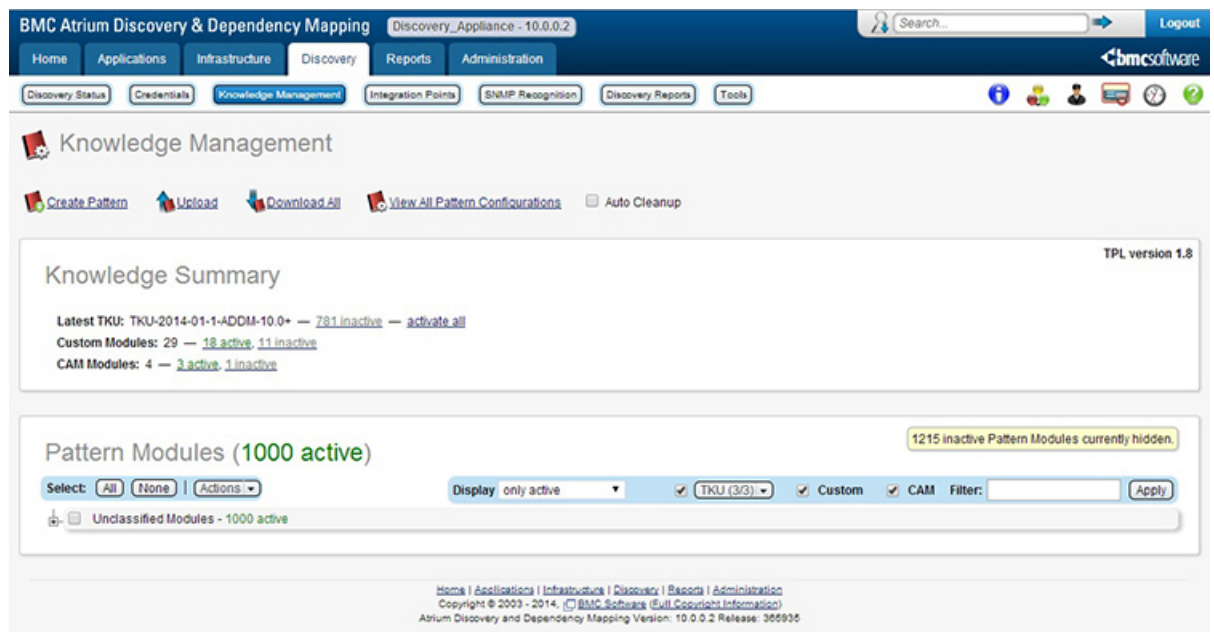 BMC Atrium Discovery & Dependency Mapping Discovery_Appliance - 10.0.0.2 Search... Logout
Home Applications Infrastructure Discovery Reports Administration bmcsoftware
Discovery Status Credentials Knowledge Management Integration Points SNMP Recognition Discovery Reports Tools
Knowledge Management
Create Pattern Upload Download All View All Pattern Configurations Auto Cleanup
TPL version 1.8
Knowledge Summary
Latest TKU: TKU-2014-01-1-ADDM-10.0+ — 781 inactive — activate all
Custom Modules: 29 — 18 active, 11 inactive
CAM Modules: 4 — 3 active, 1 inactive
Pattern Modules (1000 active) 1215 inactive Pattern Modules currently hidden.
Select: All None | Actions Display only active TKU (3/3) Custom CAM Filter: Apply
Unclassified Modules - 1000 active
Home | Applications | Infrastructure | Discovery | Reports | Administration
Copyright © 2003 - 2014, BMC Software (Full Copyright Information)
Atrium Discovery and Dependency Mapping Version: 10.0.0.2 Release: 366935